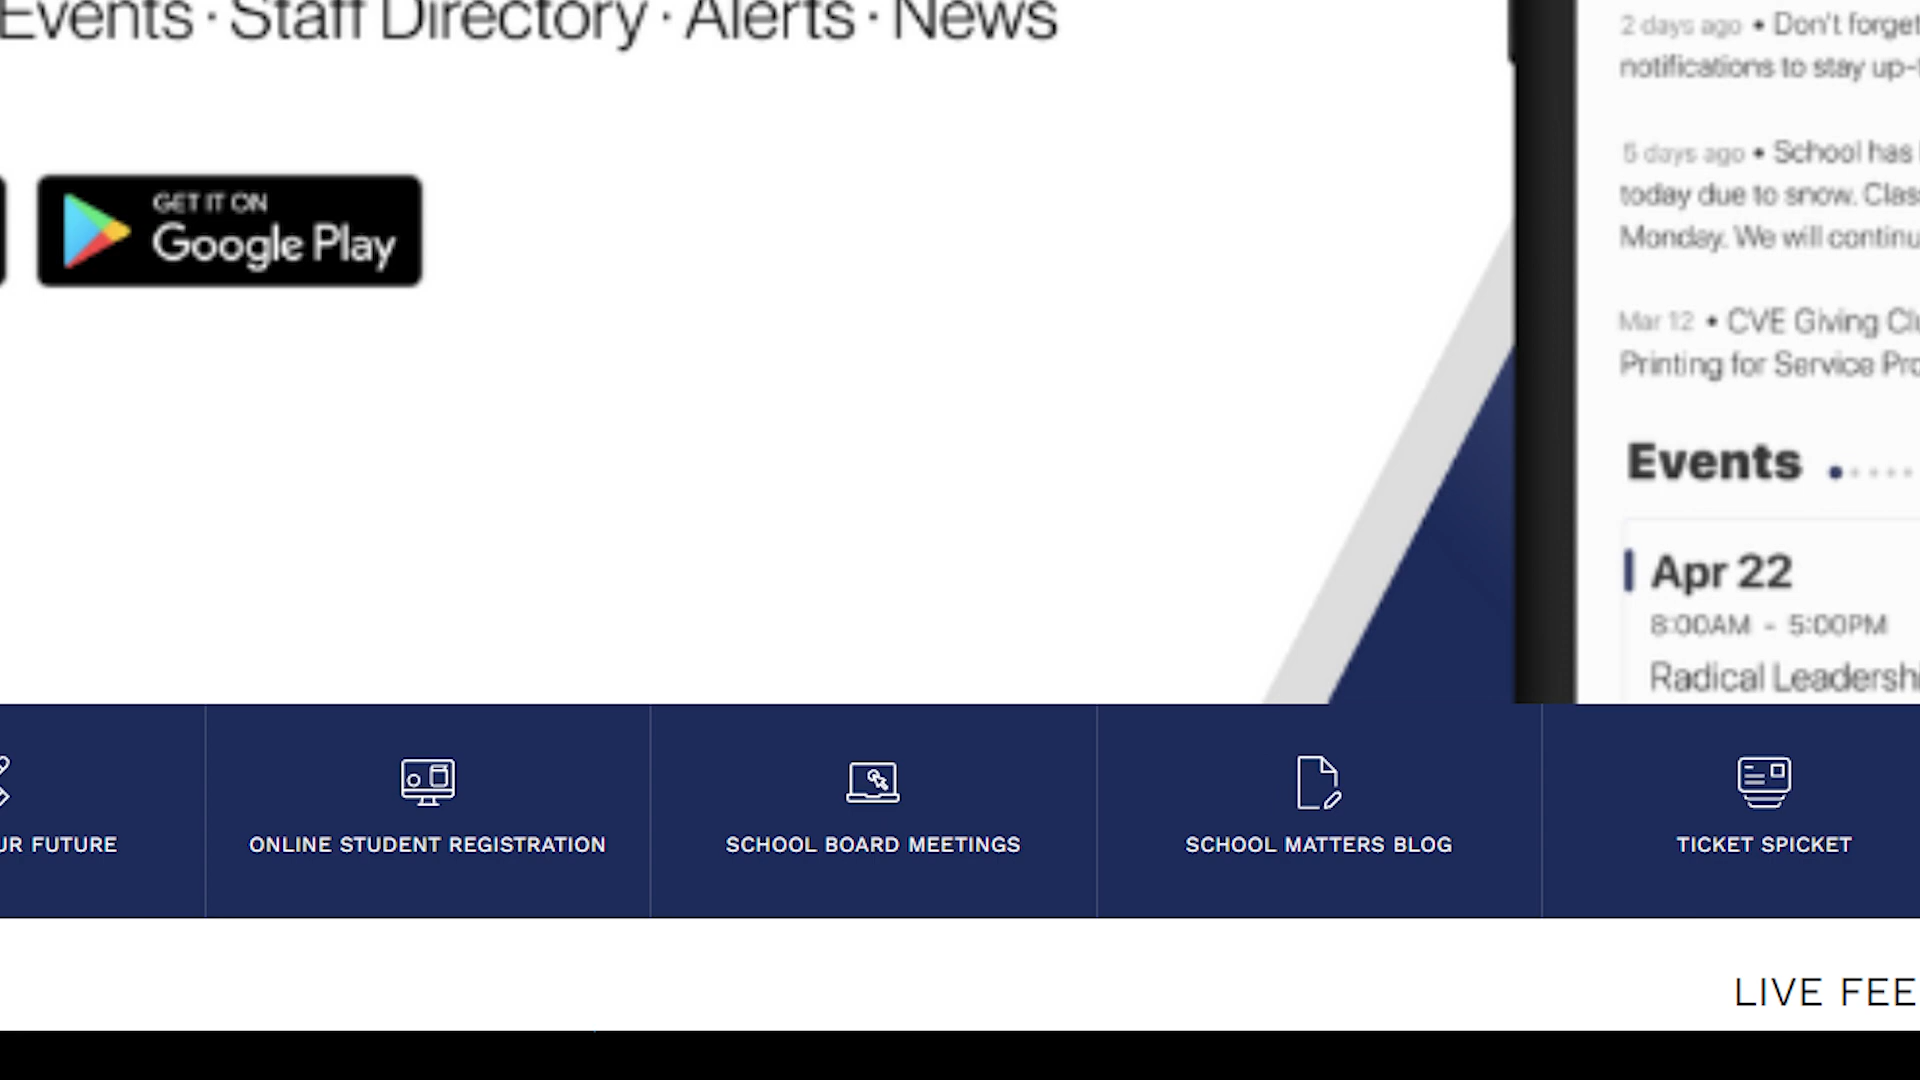 Events · Staff Directory · Alerts · News
GET IT ON
Google Play
2 days ago • Don't forget
notifications to stay up-
5 days ago • School has
today due to snow. Clas
Monday. We will continu
Mar 12 • CVE Giving Clu
Printing for Service Pro
Events
Apr 22
8:00AM - 5:00PM
Radical Leadershi
UR FUTURE
ONLINE STUDENT REGISTRATION
SCHOOL BOARD MEETINGS
SCHOOL MATTERS BLOG
TICKET SPICKET
LIVE FEE